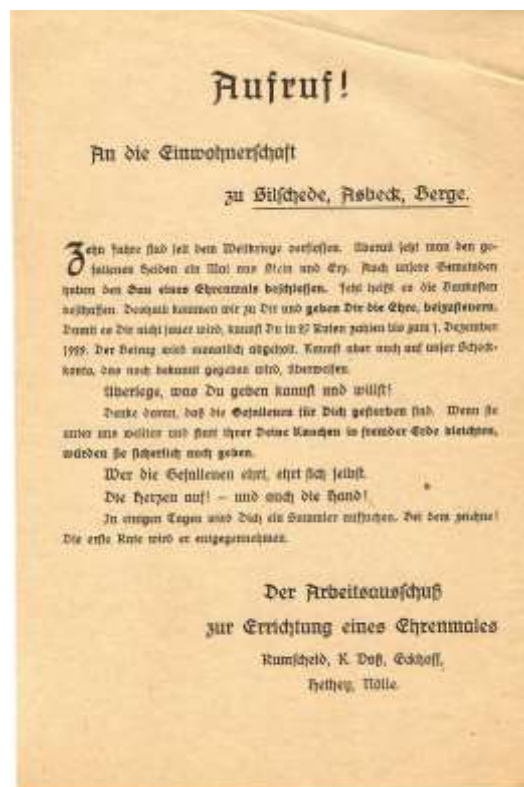 Aufruf!
An die Einwohnerschaft
zu Silschede, Asbeck, Berge.
Zehn Jahre sind seit dem Weltkriege verflossen. Überall setzt man den ge-
fallenen Helden ein Mal aus Stein und Erz. Auch unsere Gemeinden
haben den Bau eines Ehrenmals beschlossen. Jetzt heißt es die Baukosten
beschaffen. Deshalb kommen wir zu Dir und geben Dir die Ehre, beizusteuern.
Damit es Dir nicht sauer wird, kannst Du in Raten zahlen bis zum 1. Dezember
1929. Der Betrag wird monatlich abgeholt. Kannst aber auch auf unser Scheck-
konto, das noch bekannt gegeben wird, überweisen.
Überlege, was Du geben kannst und willst!
Denke daran, daß die Gefallenen für Dich gestorben sind. Wenn sie
unter uns weilten und statt ihrer Deine Knochen in fremder Erde bleichten,
würden sie sicherlich auch geben.
Wer die Gefallenen ehrt, ehrt sich selbst.
Die Herzen auf! – und auch die Hand!
In einigen Tagen wird Dich ein Sammler aufsuchen. Bei dem zeichne!
Die erste Rate wird er entgegennehmen.
Der Arbeitsausschuß
zur Errichtung eines Ehrenmales
Rumscheid, K. Voß, Eckhoff,
Hethey, Nölle.